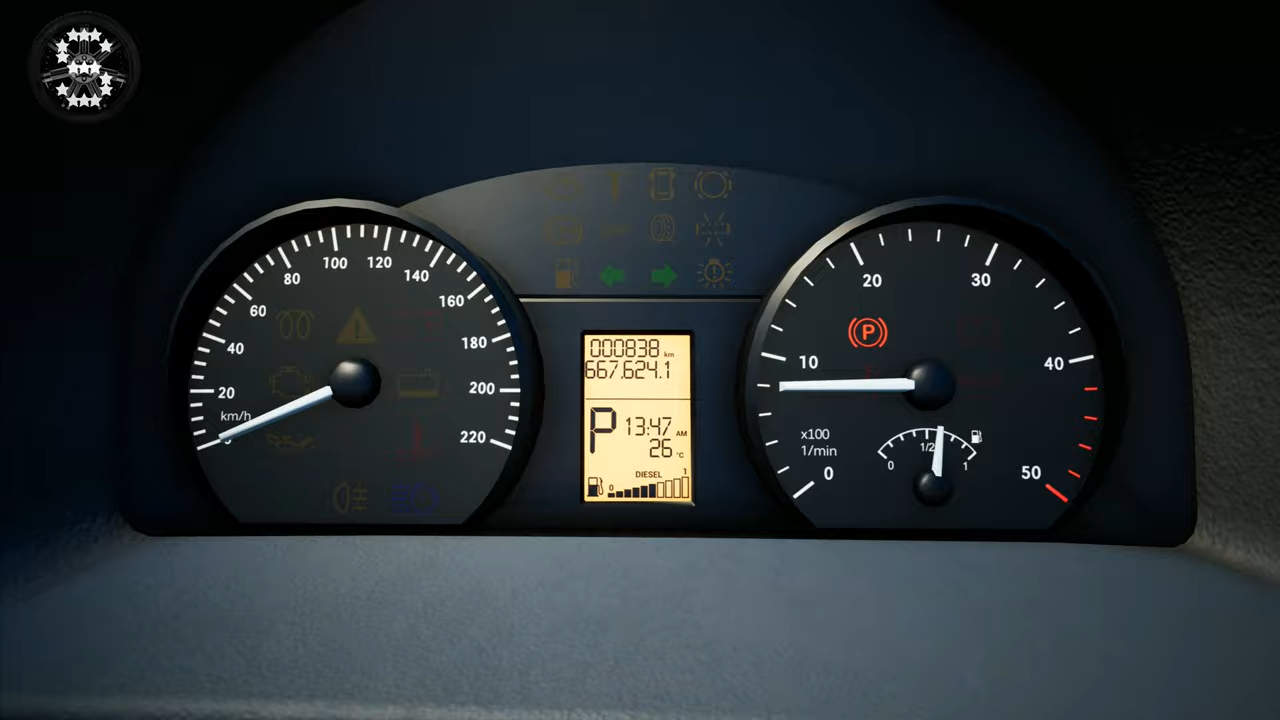 20
40
60
80
100
120
140
160
180
200
220
km/h
000838 km
667.624.1
P 13:47 AM
26 °C
DIESEL
0 1
P
0
10
20
30
40
50
x100
1/min
0 1/2 1